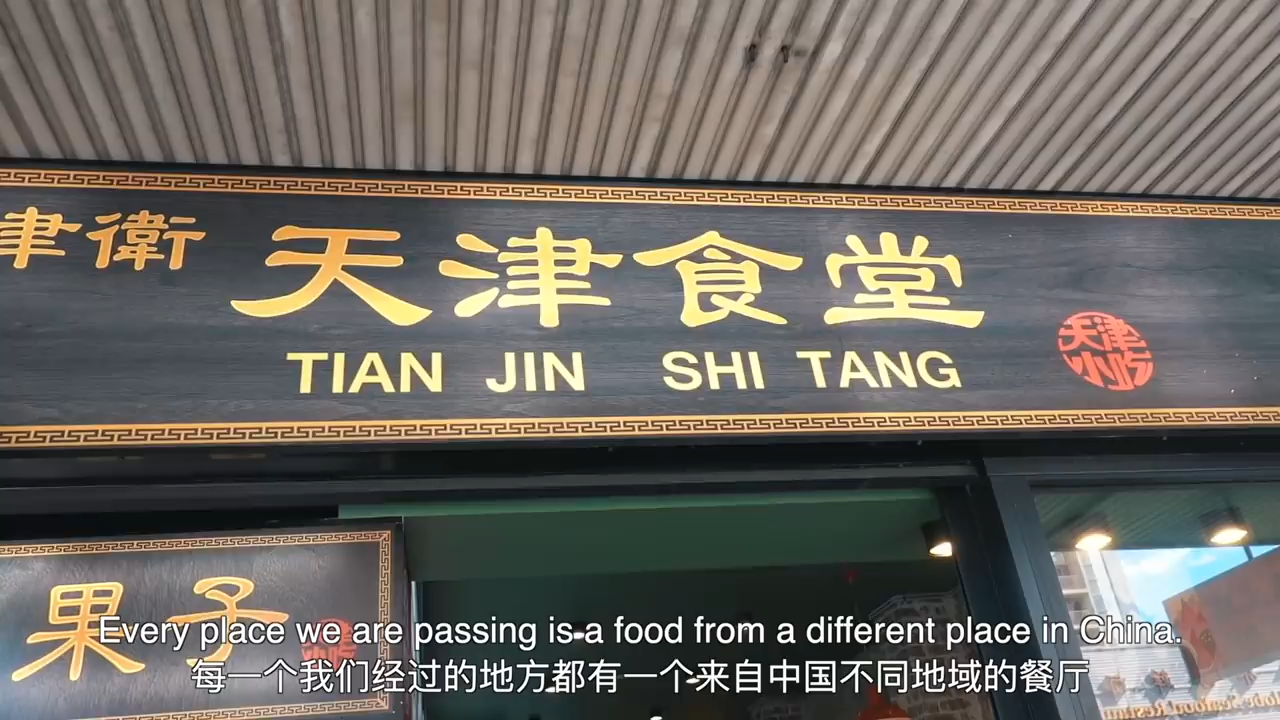 津衛
天津食堂
TIAN JIN SHI TANG
天津
小吃
果子
Every place we are passing is a food from a different place in China.
每一个我们经过的地方都有一个来自中国不同地域的餐厅